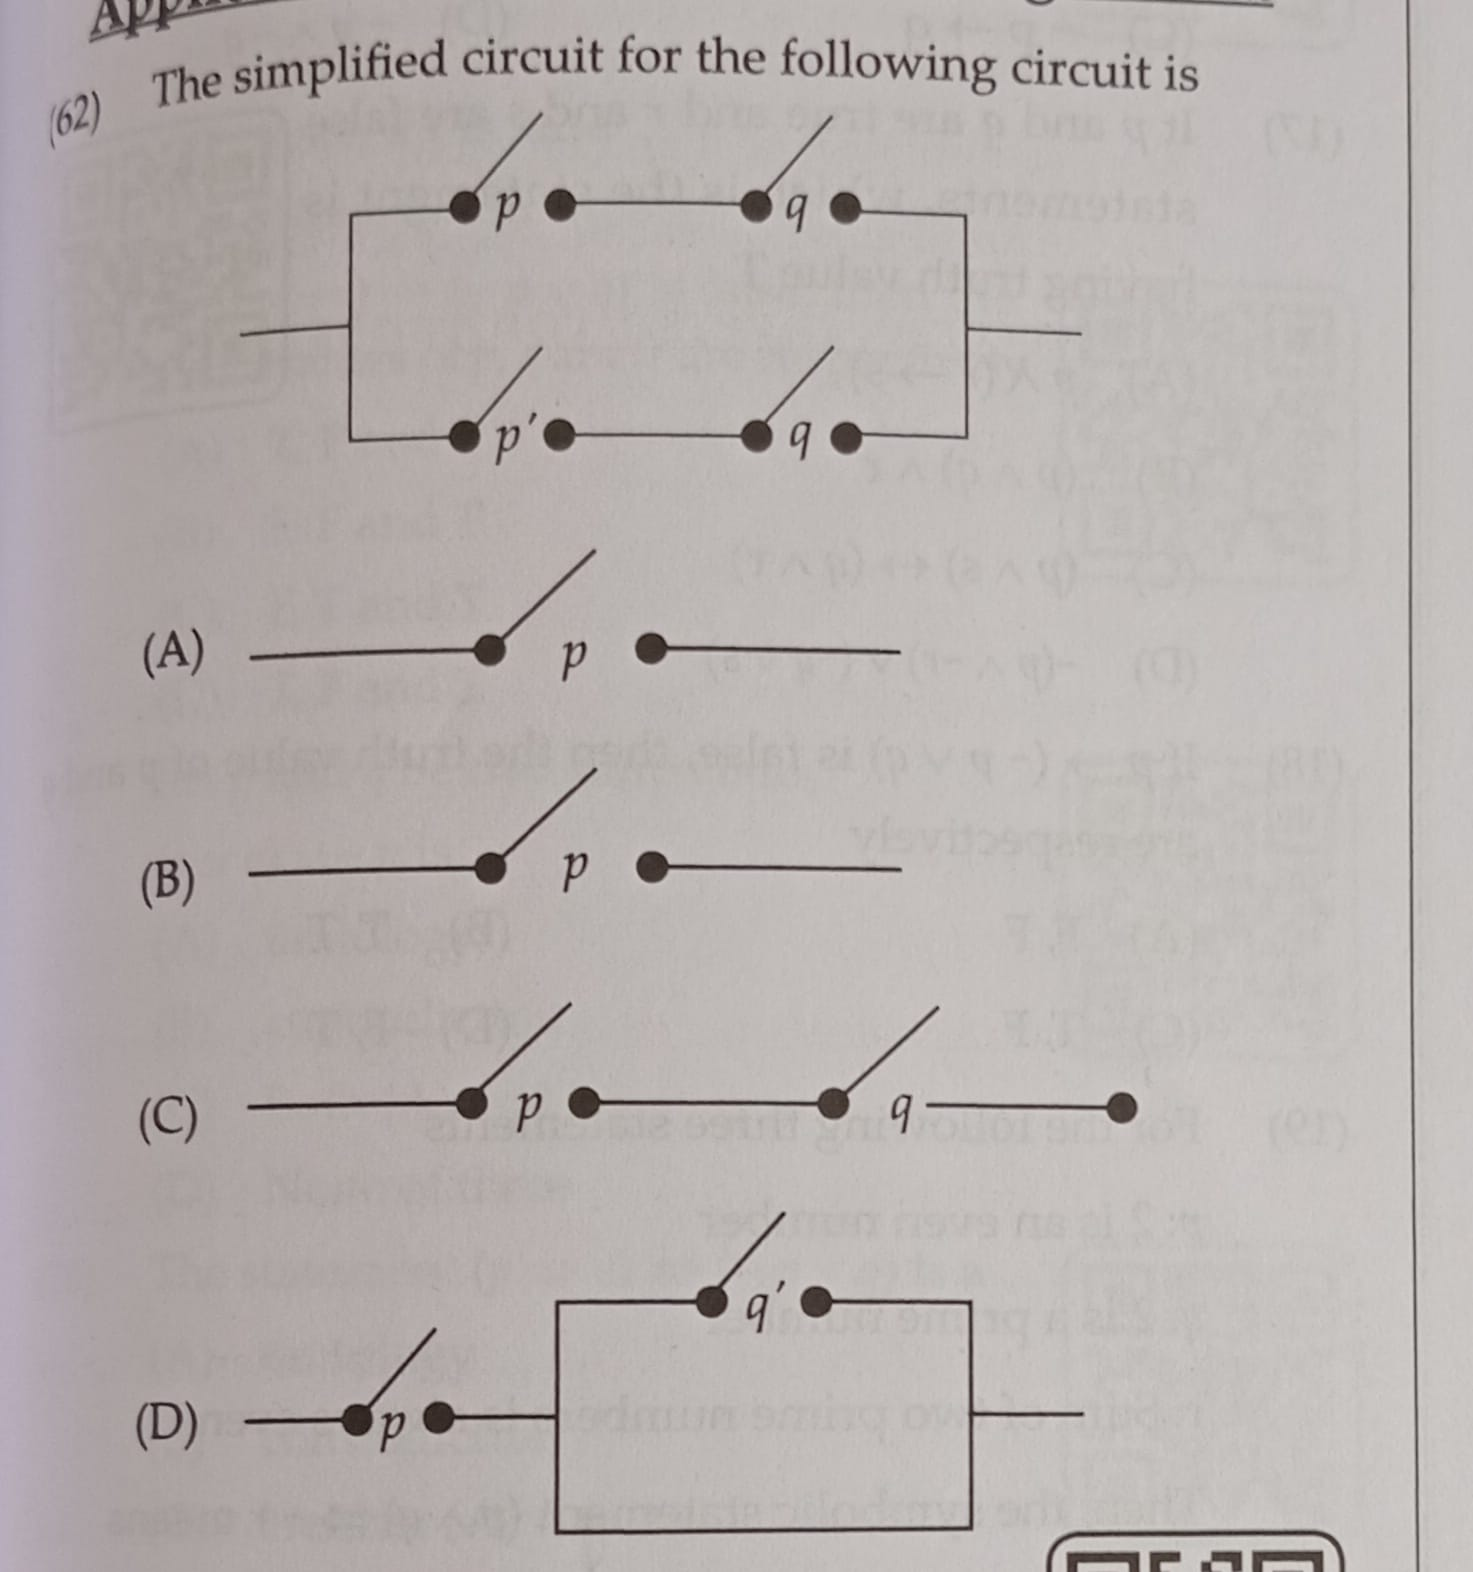 (62) The simplified circuit for the following circuit is
p q
p′ q
(A) p
(B) p
(C) p q
q′
(D) p